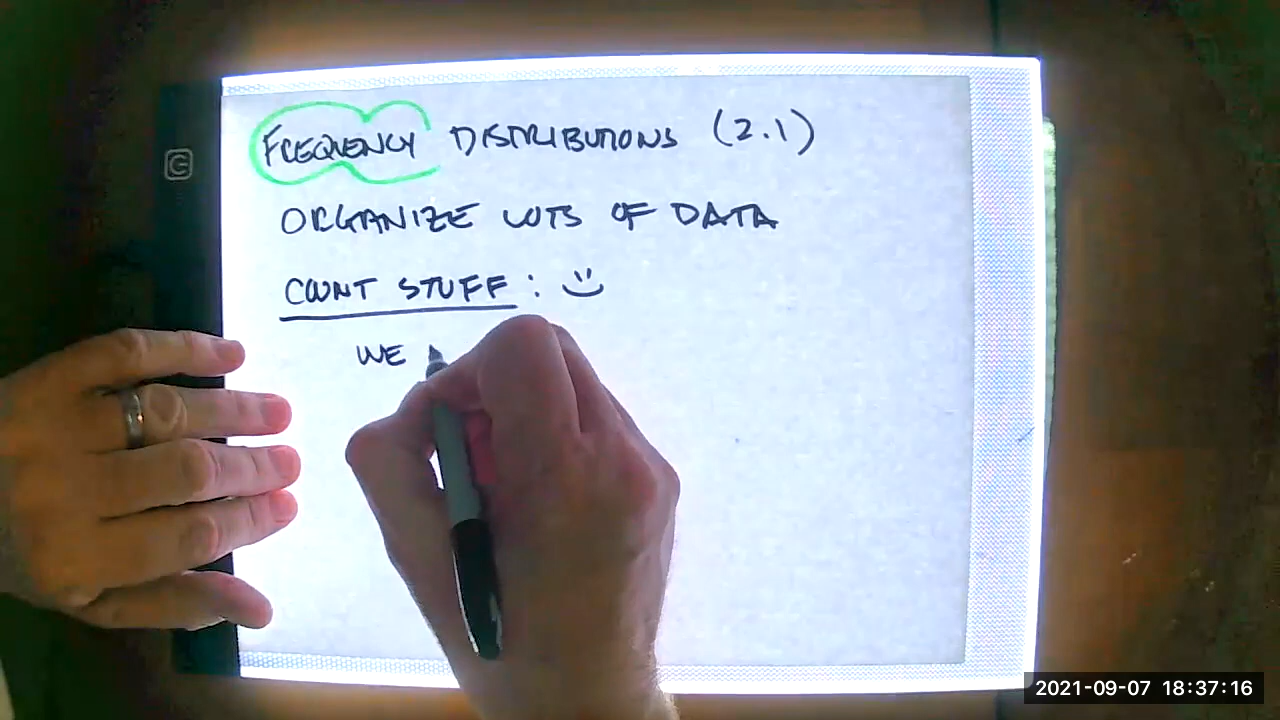 FREQUENCY DISTRIBUTIONS (2.1)
ORGANIZE LOTS OF DATA
COUNT STUFF :
WE
2021-09-07 18:37:16